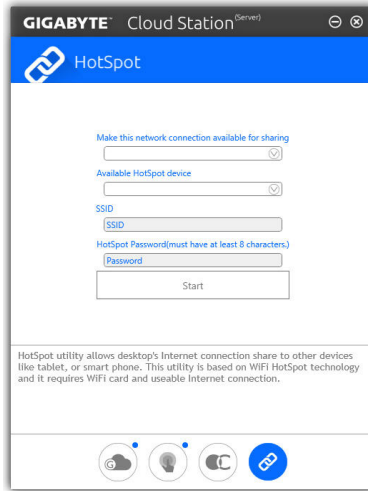 GIGABYTE™ Cloud Station (Server)
HotSpot
Make this network connection available for sharing
Available HotSpot device
SSID
SSID
HotSpot Password(must have at least 8 characters.)
Password
Start
HotSpot utility allows desktop's Internet connection share to other devices
like tablet, or smart phone. This utility is based on WiFi HotSpot technology
and it requires WiFi card and useable Internet connection.
G